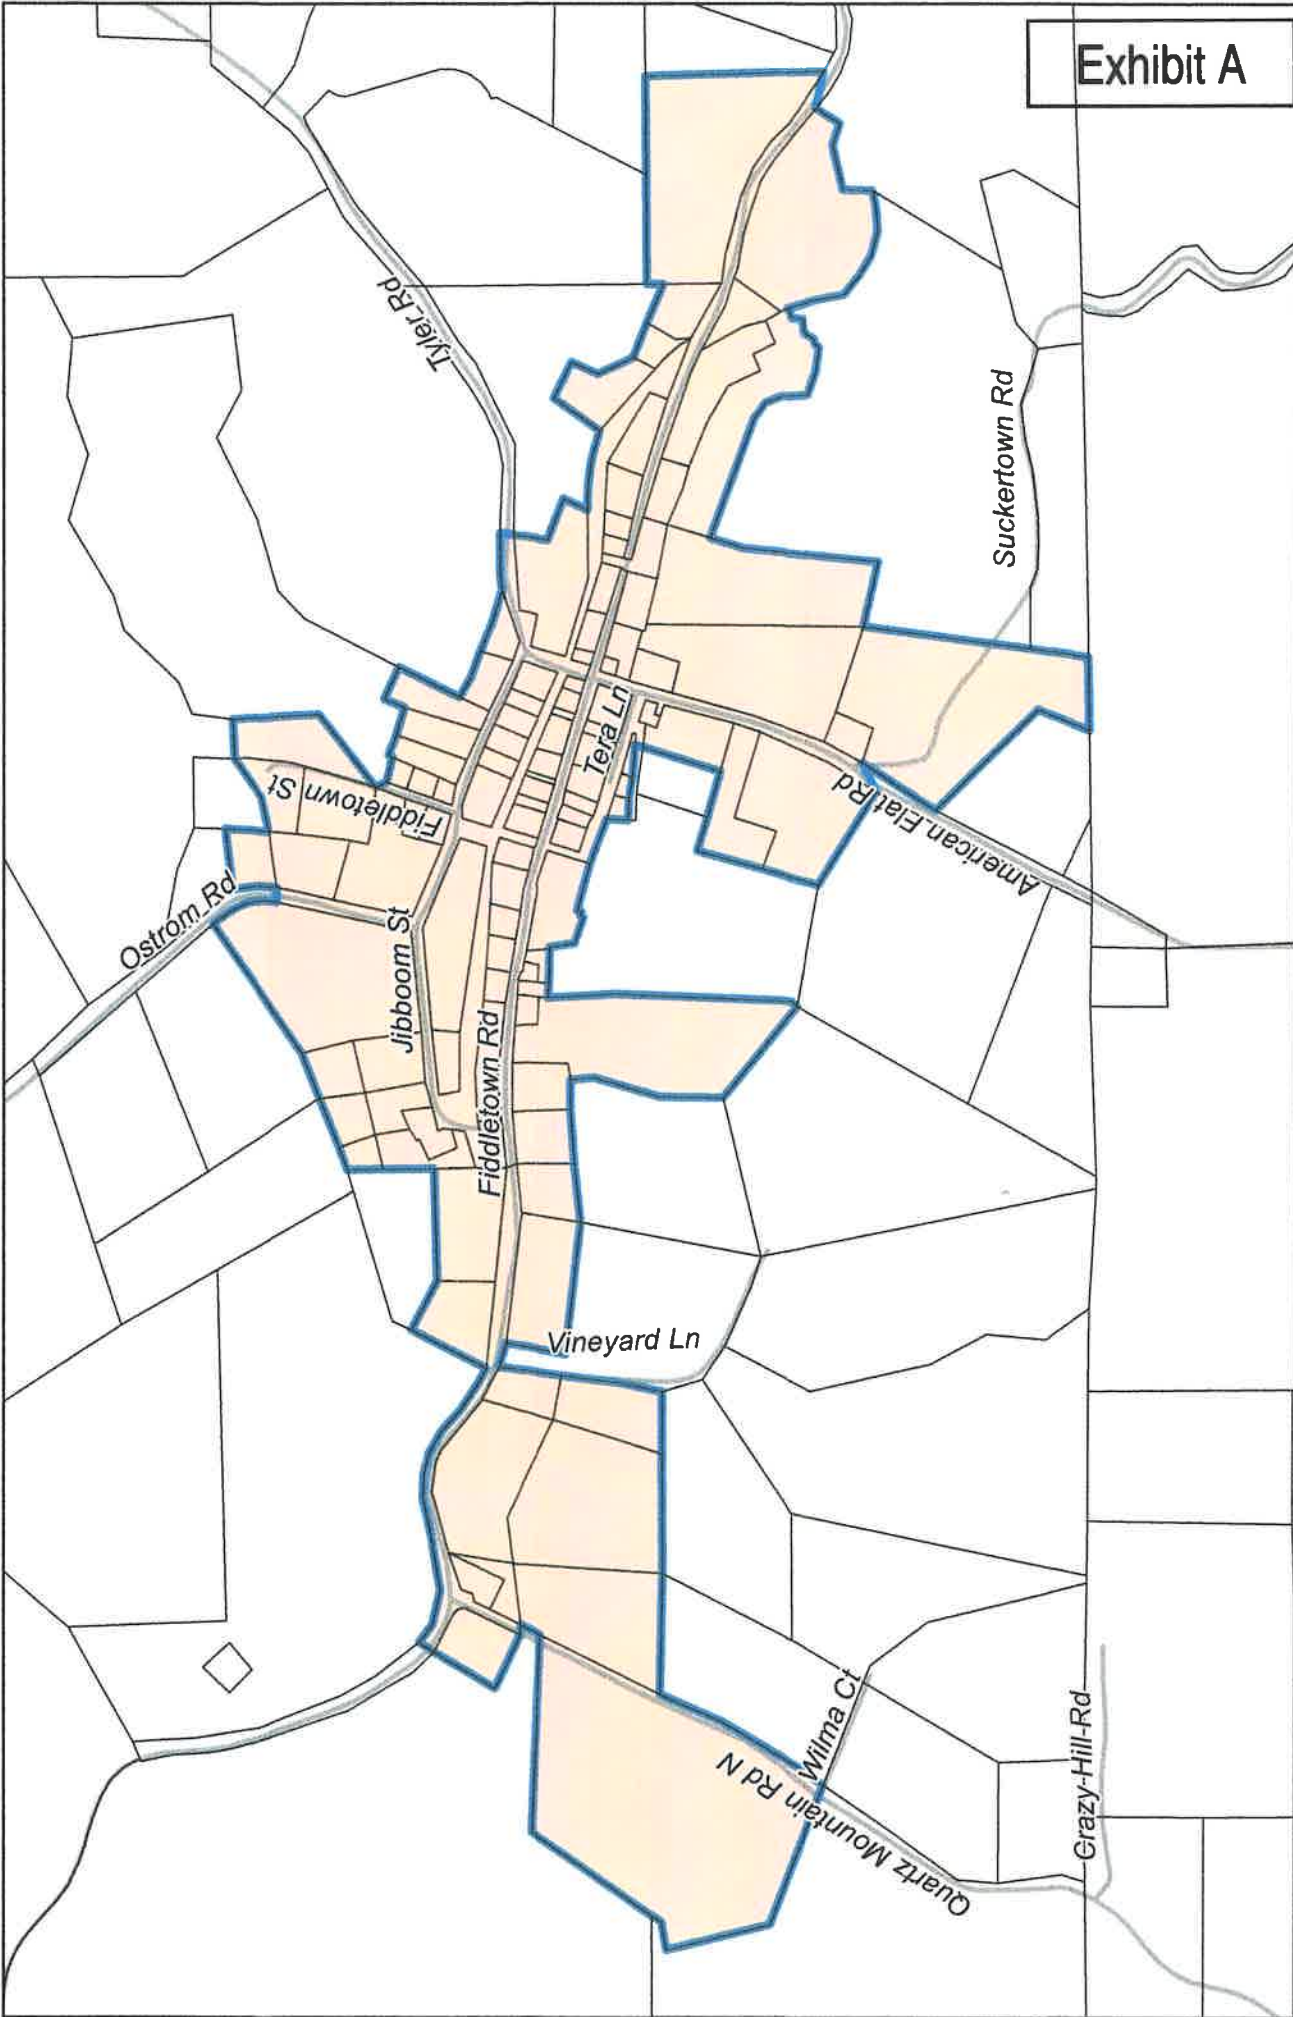 Exhibit A
Tyler Rd
Suckertown Rd
Tera Ln
Fiddletown St
American Flat Rd
Ostrom Rd
Jibboom St
Fiddletown Rd
Vineyard Ln
Wilma Ct
Quartz Mountain Rd N
Crazy Hill Rd